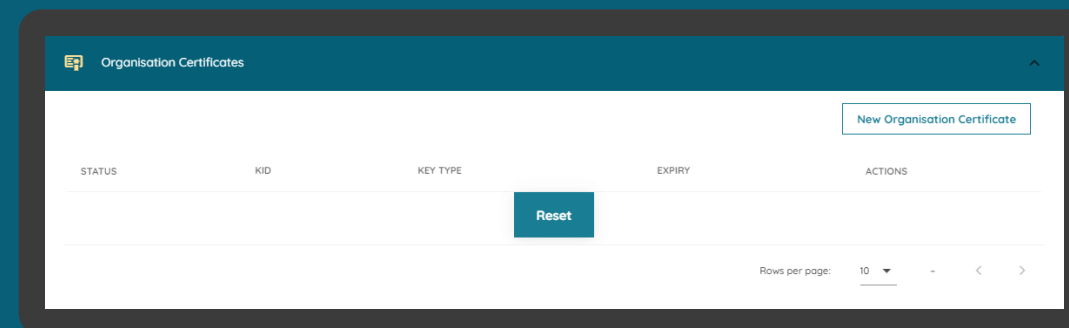 Organisation Certificates
New Organisation Certificate
STATUS KID KEY TYPE EXPIRY ACTIONS
Reset
Rows per page: 10 -